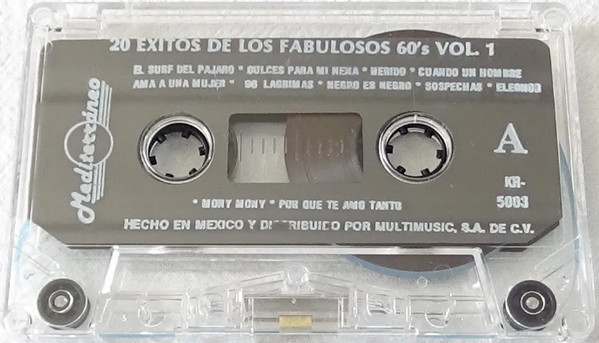 20 EXITOS DE LOS FABULOSOS 60's VOL. 1
EL SURF DEL PAJARO * DULCES PARA MI NENA * HERIDO * CUANDO UN HOMBRE
AMA A UNA MUJER * 96 LAGRIMAS * NEGRO ES NEGRO * SOSPECHAS * ELEONOR
Mediterráneo
A
* MONY MONY * POR QUE TE AMO TANTO
KR-
5003
HECHO EN MEXICO Y DISTRIBUIDO POR MULTIMUSIC, S.A. DE C.V.